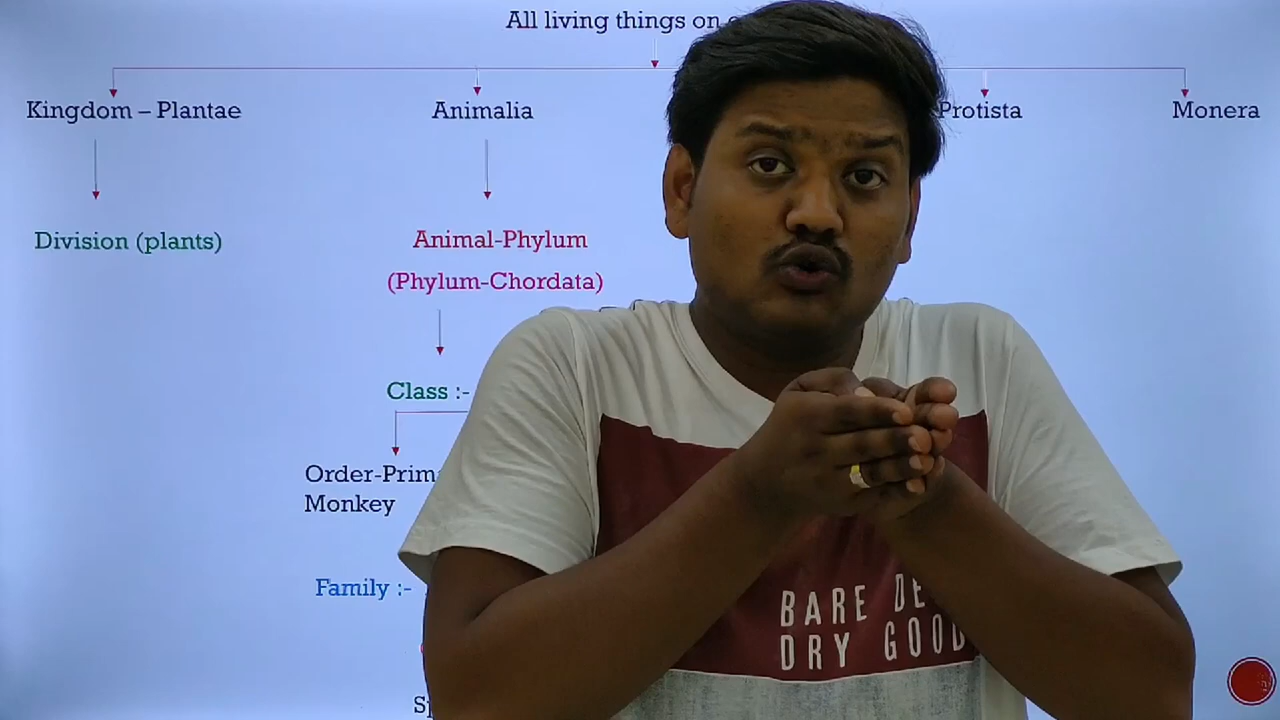 All living things on
Kingdom – Plantae
Animalia
Protista
Monera
Division (plants)
Animal-Phylum
(Phylum-Chordata)
Class :-
Order-Prim
Monkey
Family :-
BARE DE
DRY GOOD